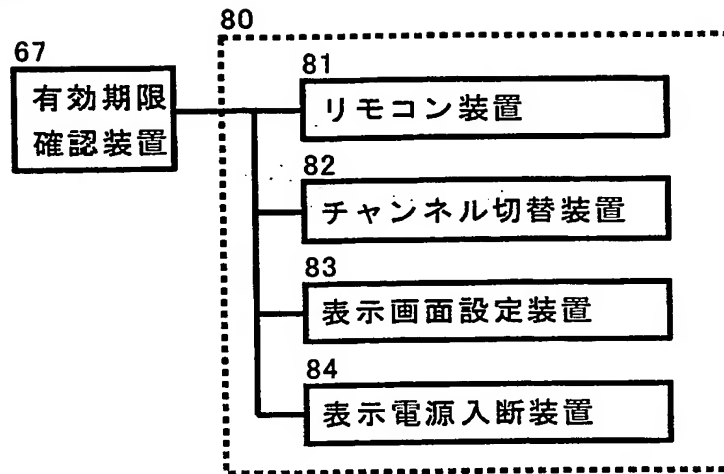 80
67
有効期限
確認装置
81
リモコン装置
82
チャンネル切替装置
83
表示画面設定装置
84
表示電源入断装置